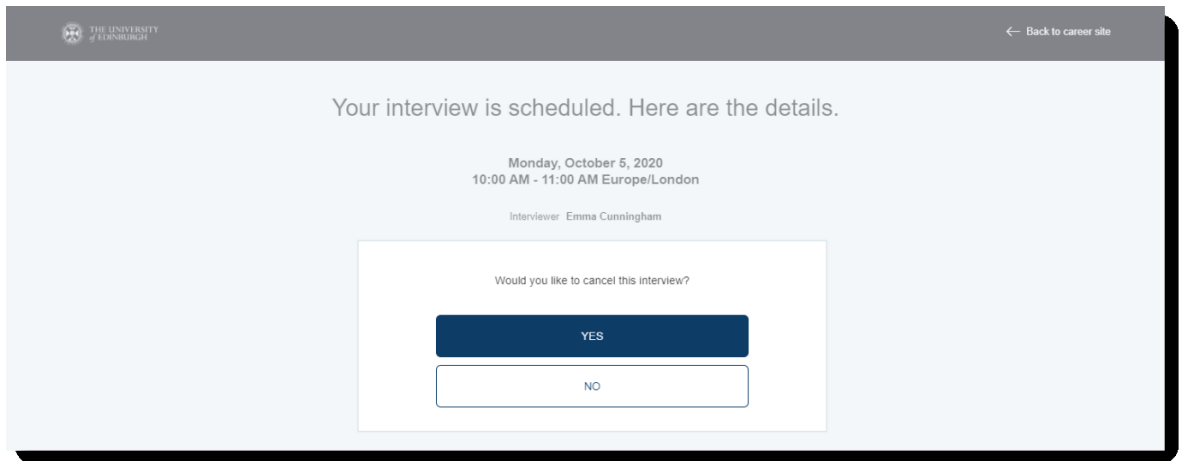 THE UNIVERSITY
of EDINBURGH
← Back to career site
Your interview is scheduled. Here are the details.
Monday, October 5, 2020
10:00 AM - 11:00 AM Europe/London
Interviewer Emma Cunningham
Would you like to cancel this interview?
YES
NO